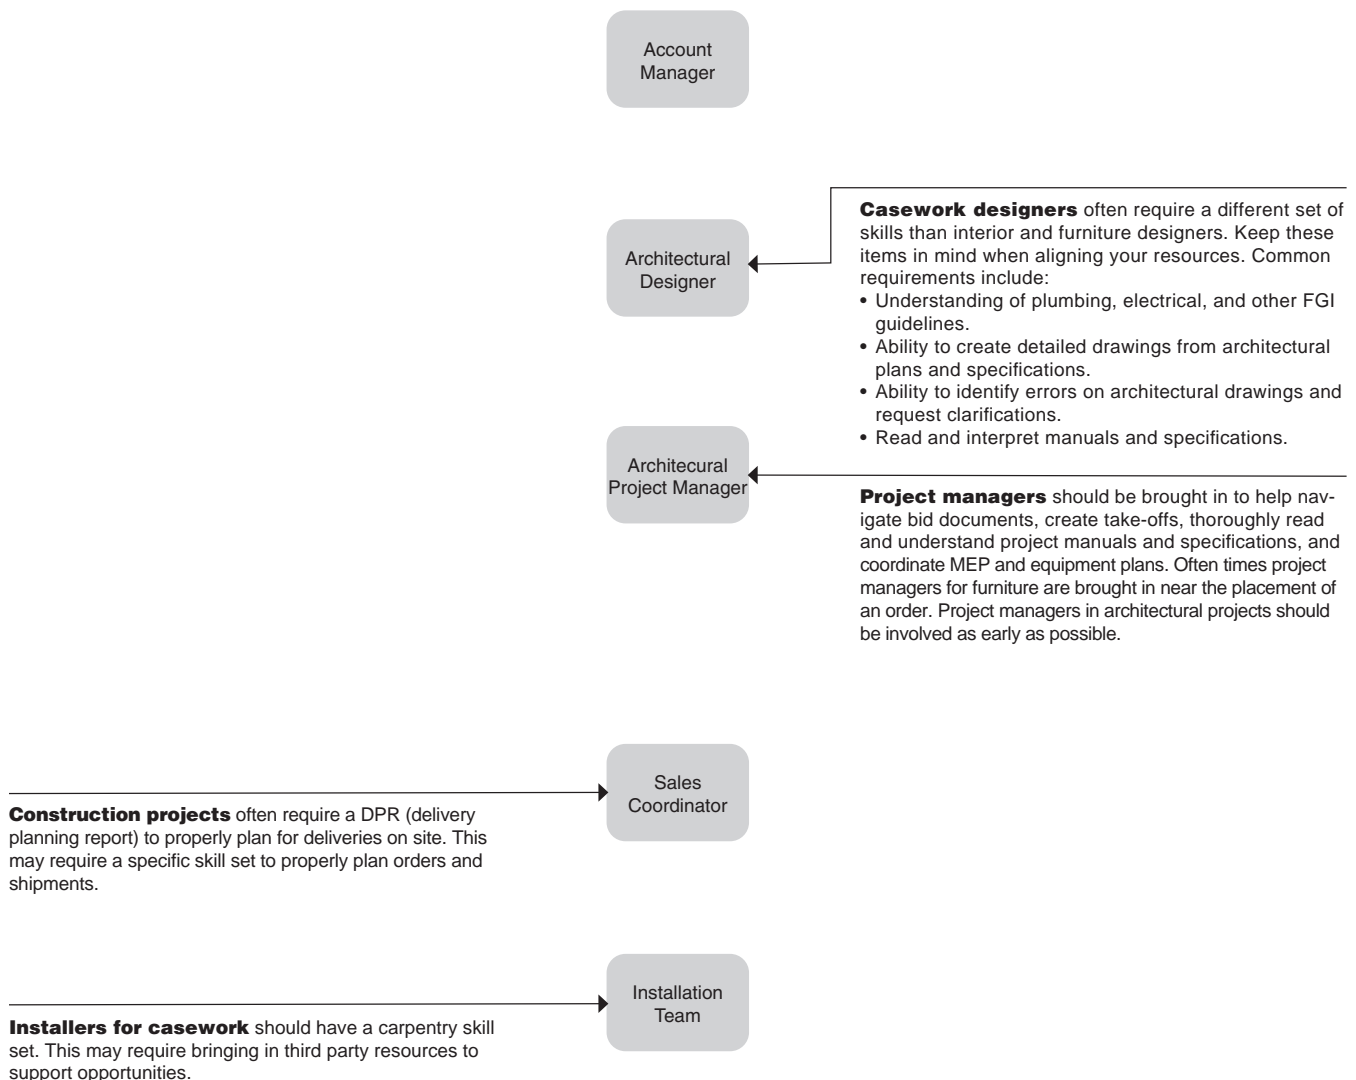 Account
Manager
Architectural
Designer
Casework designers often require a different set of
skills than interior and furniture designers. Keep these
items in mind when aligning your resources. Common
requirements include:
• Understanding of plumbing, electrical, and other FGI
guidelines.
• Ability to create detailed drawings from architectural
plans and specifications.
• Ability to identify errors on architectural drawings and
request clarifications.
• Read and interpret manuals and specifications.
Architecural
Project Manager
Project managers should be brought in to help nav-
igate bid documents, create take-offs, thoroughly read
and understand project manuals and specifications, and
coordinate MEP and equipment plans. Often times project
managers for furniture are brought in near the placement of
an order. Project managers in architectural projects should
be involved as early as possible.
Sales
Coordinator
Construction projects often require a DPR (delivery
planning report) to properly plan for deliveries on site. This
may require a specific skill set to properly plan orders and
shipments.
Installation
Team
Installers for casework should have a carpentry skill
set. This may require bringing in third party resources to
support opportunities.